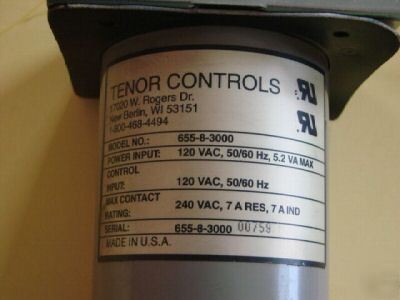 TENOR CONTROLS
17020 W. Rogers Dr.
New Berlin, WI 53151
1-800-468-4494
MODEL NO.: 655-8-3000
POWER INPUT: 120 VAC, 50/60 Hz, 5.2 VA MAX
CONTROL
INPUT: 120 VAC, 50/60 Hz
MAX CONTACT
RATING: 240 VAC, 7 A RES, 7 A IND
SERIAL: 655-8-3000 00759
MADE IN U.S.A.